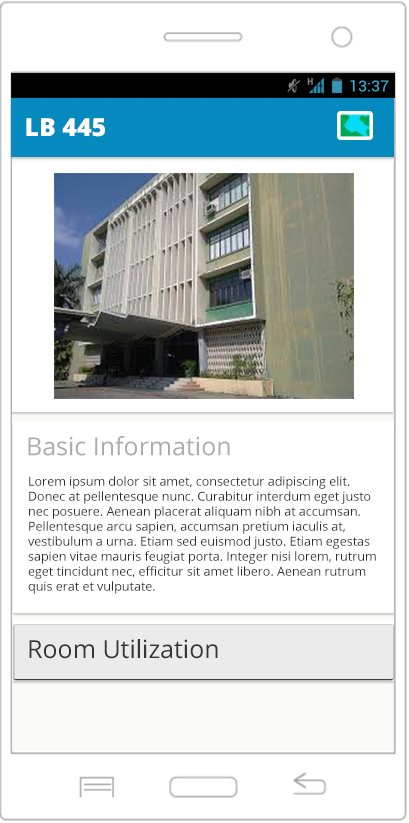 H 13:37
LB 445
Basic Information
Lorem ipsum dolor sit amet, consectetur adipiscing elit.
Donec at pellentesque nunc. Curabitur interdum eget justo
nec posuere. Aenean placerat aliquam nibh at accumsan.
Pellentesque arcu sapien, accumsan pretium iaculis at,
vestibulum a urna. Etiam sed euismod justo. Etiam egestas
sapien vitae mauris feugiat porta. Integer nisi lorem, rutrum
eget tincidunt nec, efficitur sit amet libero. Aenean rutrum
quis erat et vulputate.
Room Utilization